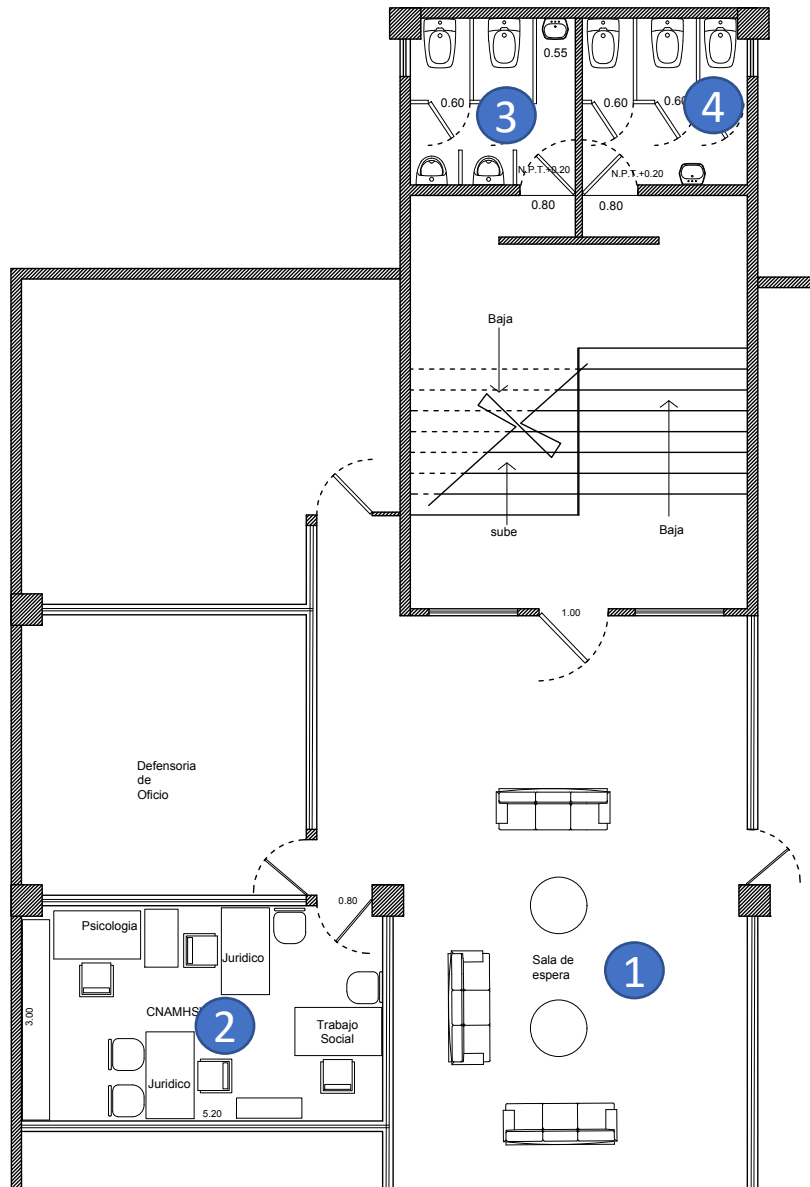 0.55
0.60
3
0.60
0.60
4
N.P.T.+0.20
N.P.T.+0.20
0.80
0.80
Baja
sube
Baja
1.00
Defensoria
de
Oficio
0.80
Psicologia
Juridico
Sala de
espera
1
3.00
2
Trabajo
Social
Juridico
5.20